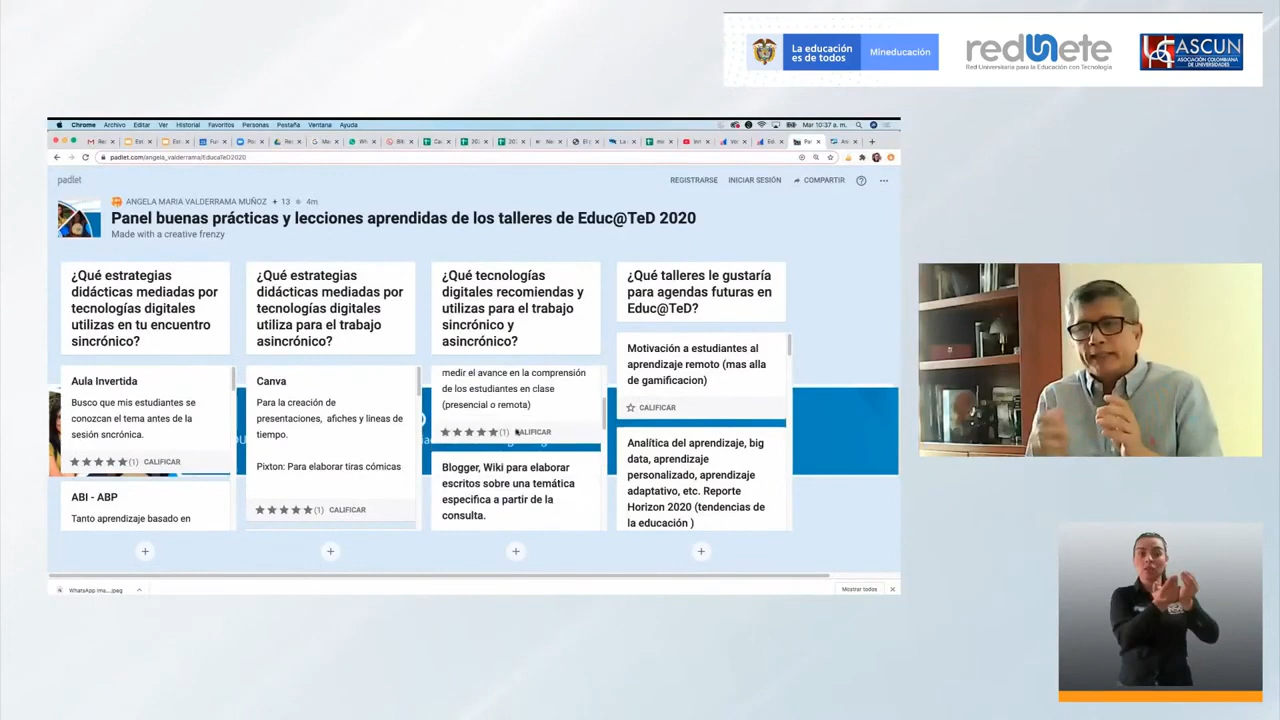 La educación
es de todos
Mineducación
redunete
Red Universitaria para la Educación con Tecnología
ASCUN
ASOCIACIÓN COLOMBIANA
DE UNIVERSIDADES
Chrome Archivo Editar Ver Historial Favoritos Personas Pestaña Ventana Ayuda
Mar 10:37 a. m.
padlet.com/angela_valderrama/EducaTeD2020
padlet
REGISTRARSE INICIAR SESIÓN COMPARTIR
ANGELA MARIA VALDERRAMA MUÑOZ + 13 4m
Panel buenas prácticas y lecciones aprendidas de los talleres de Educ@TeD 2020
Made with a creative frenzy
¿Qué estrategias
didácticas mediadas por
tecnologías digitales
utilizas en tu encuentro
sincrónico?
Aula Invertida
Busco que mis estudiantes se
conozcan el tema antes de la
sesión sncrónica.
(1) CALIFICAR
ABI - ABP
Tanto aprendizaje basado en
¿Qué estrategias
didácticas mediadas por
tecnologías digitales
utiliza para el trabajo
asincrónico?
Canva
Para la creación de
presentaciones, afiches y lineas de
tiempo.
Pixton: Para elaborar tiras cómicas
(1) CALIFICAR
¿Qué tecnologías
digitales recomiendas y
utilizas para el trabajo
sincrónico y
asincrónico?
medir el avance en la comprensión
de los estudiantes en clase
(presencial o remota)
(1) CALIFICAR
Blogger, Wiki para elaborar
escritos sobre una temática
especifica a partir de la
consulta.
¿Qué talleres le gustaría
para agendas futuras en
Educ@TeD?
Motivación a estudiantes al
aprendizaje remoto (mas alla
de gamificacion)
CALIFICAR
Analítica del aprendizaje, big
data, aprendizaje
personalizado, aprendizaje
adaptativo, etc. Reporte
Horizon 2020 (tendencias de
la educación )
WhatsApp Ima....jpeg
Mostrar todos